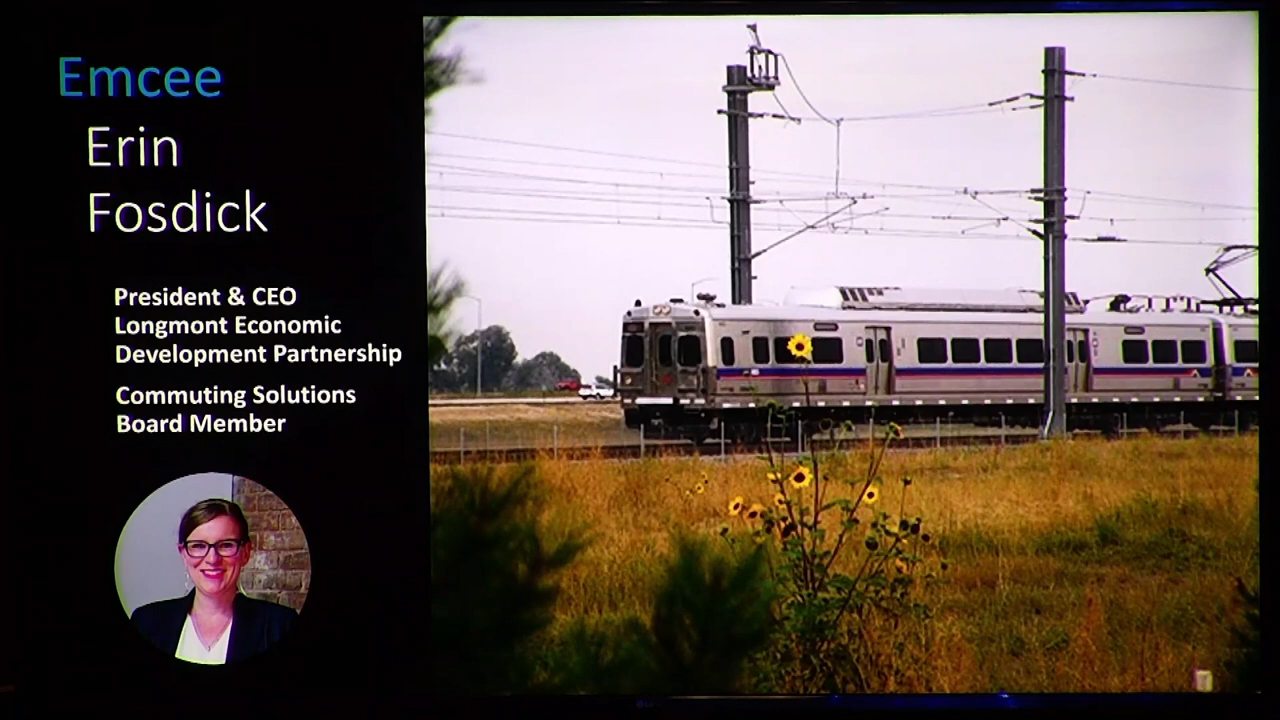 Emcee
Erin
Fosdick
President & CEO
Longmont Economic
Development Partnership
Commuting Solutions
Board Member